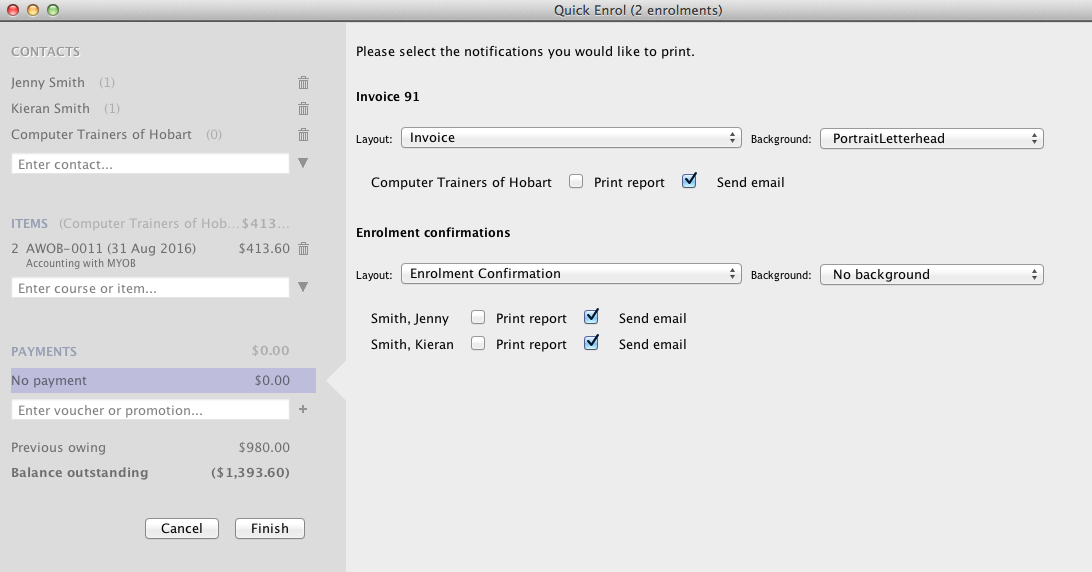 Quick Enrol (2 enrolments)
CONTACTS
Jenny Smith (1)
Kieran Smith (1)
Computer Trainers of Hobart (0)
Enter contact...
ITEMS (Computer Trainers of Hob... $413...
2 AWOB-0011 (31 Aug 2016) $413.60
Accounting with MYOB
Enter course or item...
PAYMENTS $0.00
No payment $0.00
Enter voucher or promotion... +
Previous owing $980.00
Balance outstanding ($1,393.60)
Cancel Finish
Please select the notifications you would like to print.
Invoice 91
Layout: Invoice Background: PortraitLetterhead
Computer Trainers of Hobart Print report Send email
Enrolment confirmations
Layout: Enrolment Confirmation Background: No background
Smith, Jenny Print report Send email
Smith, Kieran Print report Send email